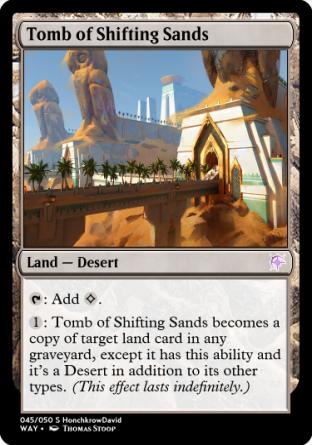 Tomb of Shifting Sands
Land — Desert
: Add .
1: Tomb of Shifting Sands becomes a
copy of target land card in any
graveyard, except it has this ability and
it's a Desert in addition to its other
types. (This effect lasts indefinitely.)
045/050 S HonchkrowDavid
WAY • Thomas Stoop